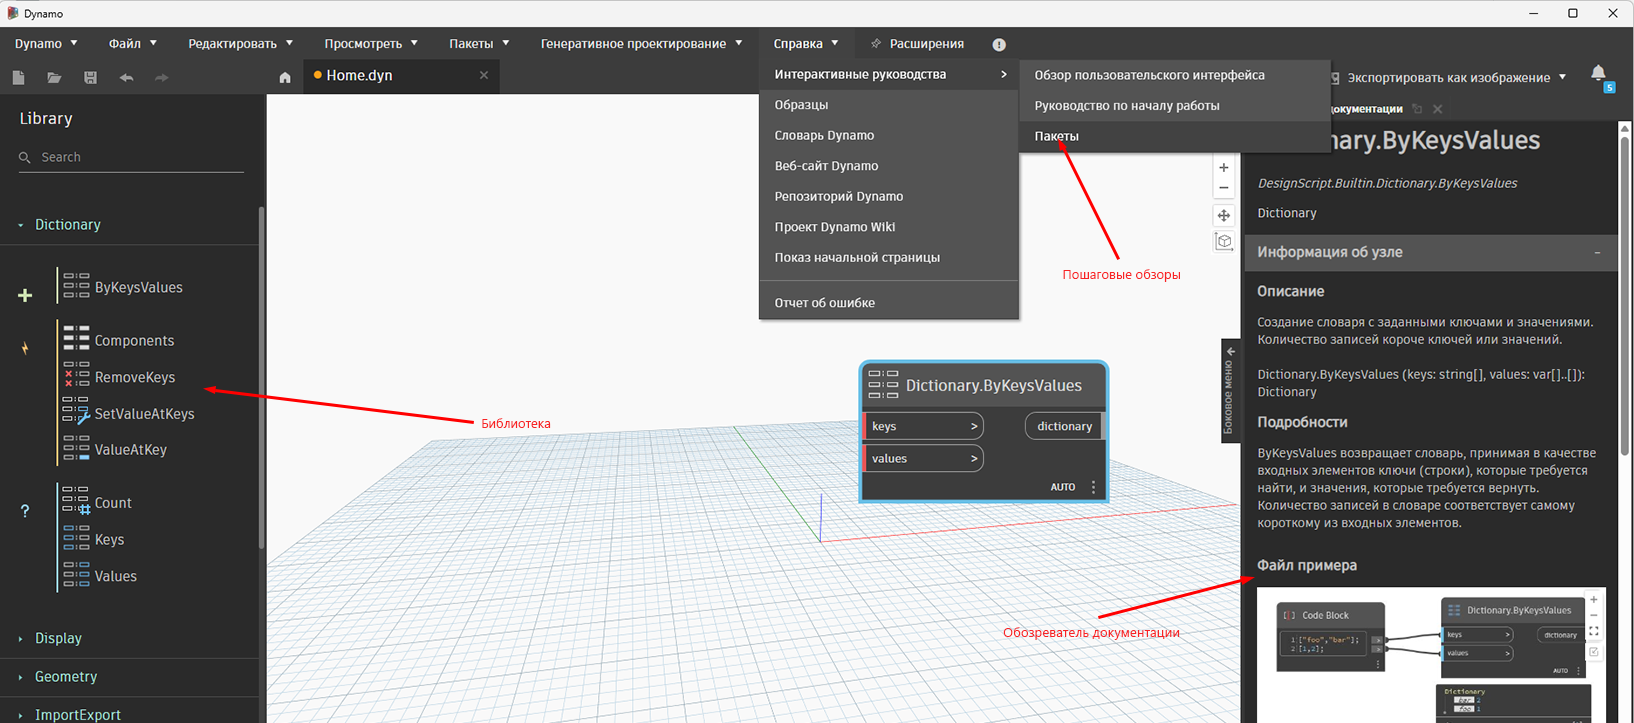 Dynamo
Dynamo Файл Редактировать Просмотреть Пакеты Генеративное проектирование Справка Расширения
Home.dyn
Экспортировать как изображение
5
Интерактивные руководства
Образцы
Словарь Dynamo
Веб-сайт Dynamo
Репозиторий Dynamo
Проект Dynamo Wiki
Показ начальной страницы
Отчет об ошибке
Обзор пользовательского интерфейса
Руководство по началу работы
Пакеты
Пошаговые обзоры
Library
Search
Dictionary
ByKeysValues
Components
RemoveKeys
SetValueAtKeys
ValueAtKey
Count
Keys
Values
Display
Geometry
ImportExport
Библиотека
Dictionary.ByKeysValues
keys >
dictionary
values >
AUTO
Боковое меню
Обозреватель документации
документации
nary.ByKeysValues
DesignScript.Builtin.Dictionary.ByKeysValues
Dictionary
Информация об узле
Описание
Создание словаря с заданными ключами и значениями.
Количество записей короче ключей или значений.
Dictionary.ByKeysValues (keys: string[], values: var[]..[]):
Dictionary
Подробности
ByKeysValues возвращает словарь, принимая в качестве
входных элементов ключи (строки), которые требуется
найти, и значения, которые требуется вернуть.
Количество записей в словаре соответствует самому
короткому из входных элементов.
Файл примера
Code Block
1 ["foo","bar"];
2 [1,2];
Dictionary.ByKeysValues
keys >
dictionary
values >
AUTO
Dictionary
bar 2
foo 1